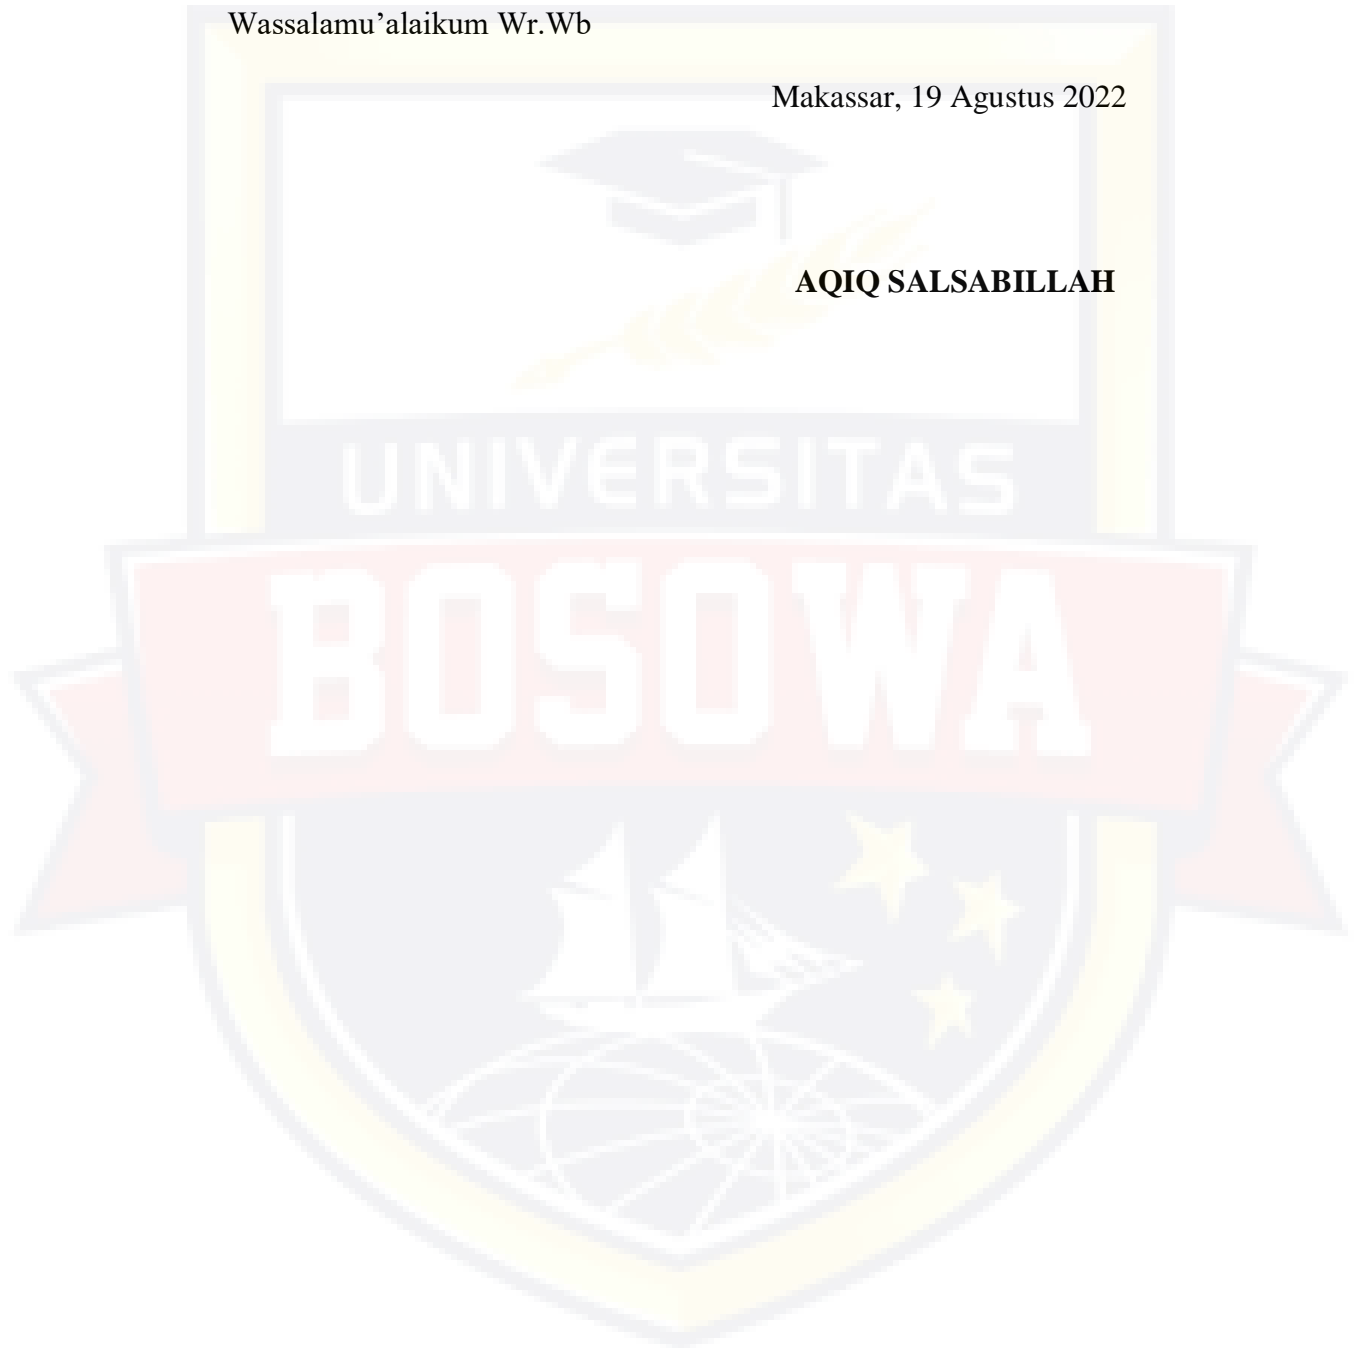 Wassalamu’alaikum Wr.Wb
Makassar, 19 Agustus 2022
AQIQ SALSABILLAH
UNIVERSITAS
BOSOWA